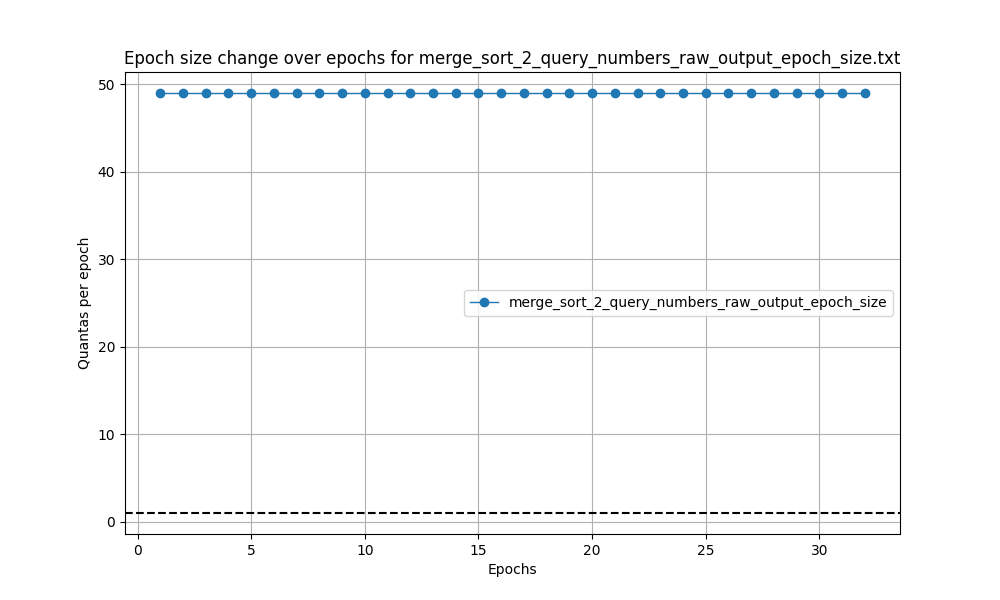 Epoch size change over epochs for merge_sort_2_query_numbers_raw_output_epoch_size.txt
50
40
30
20
10
0
Quantas per epoch
merge_sort_2_query_numbers_raw_output_epoch_size
0 5 10 15 20 25 30
Epochs